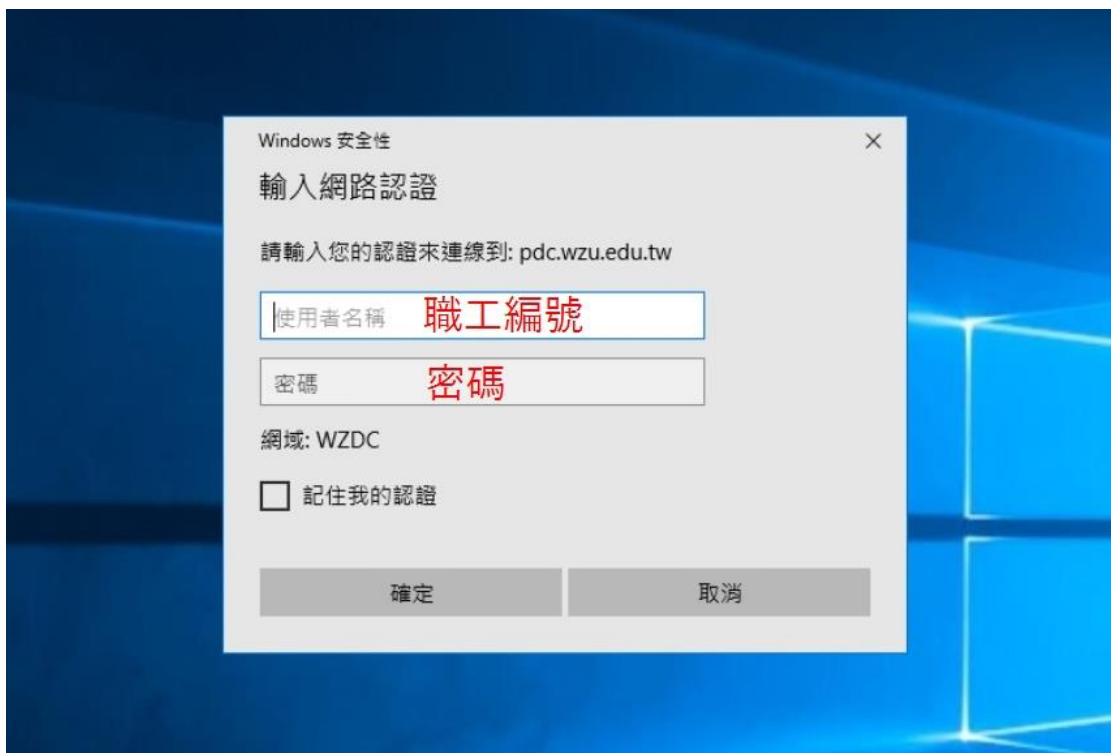 Windows 安全性
輸入網路認證
請輸入您的認證來連線到: pdc.wzu.edu.tw
使用者名稱 職工編號
密碼 密碼
網域: WZDC
記住我的認證
確定 取消